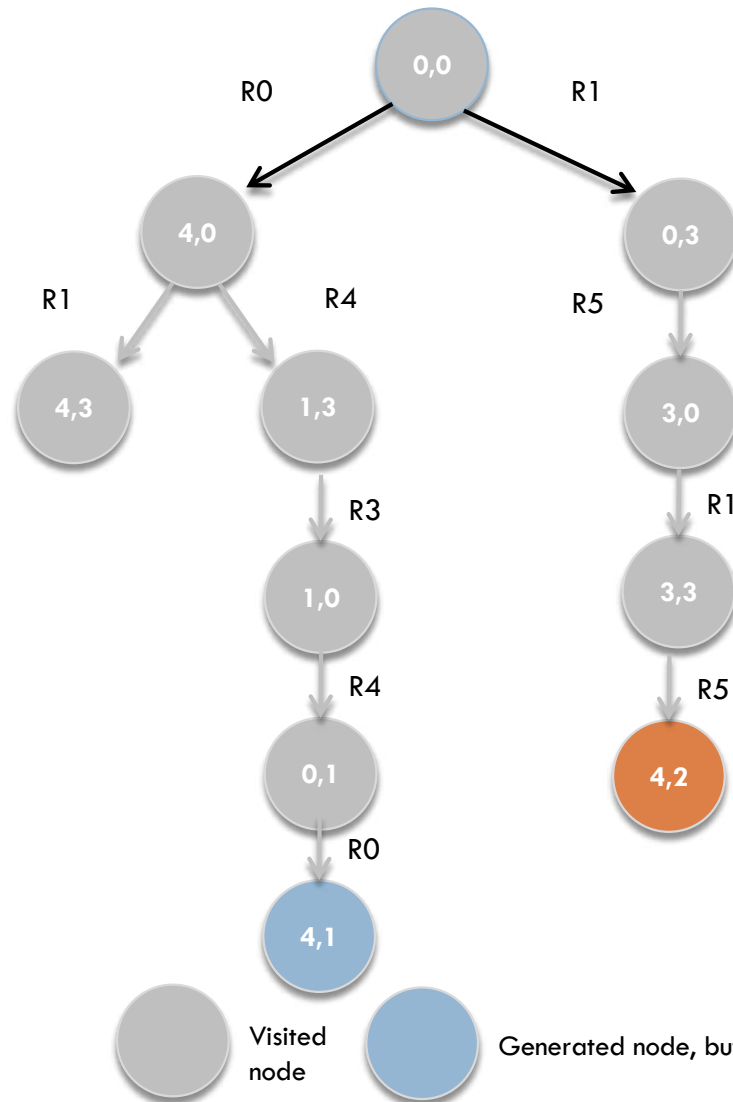 0,0
R0
R1
4,0
0,3
R1
R4
R5
4,3
1,3
3,0
R3
R1
1,0
3,3
R4
R5
0,1
4,2
R0
4,1
Visited
node
Generated node, bu